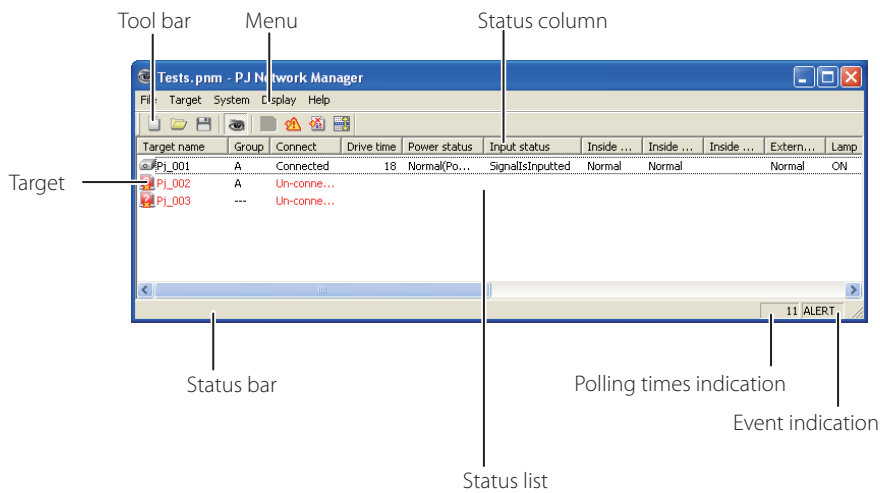 Tool bar Menu Status column
Tests.pnm - PJ Network Manager
File Target System Display Help
Target name Group Connect Drive time Power status Input status Inside ... Inside ... Inside ... Extern... Lamp
Pj_001 A Connected 18 Normal(Po... SignalIsInputted Normal Normal Normal ON
Target
Pj_002 A Un-conne...
Pj_003 --- Un-conne...
11 ALERT
Status bar Polling times indication
Event indication
Status list